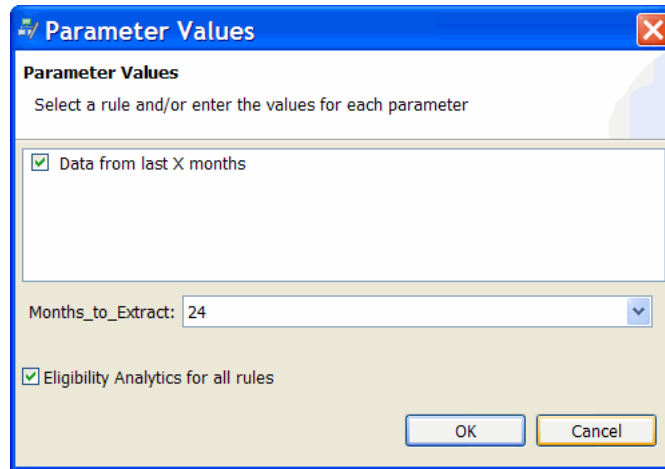 Parameter Values
Parameter Values
Select a rule and/or enter the values for each parameter
Data from last X months
Months_to_Extract: 24
Eligibility Analytics for all rules
OK Cancel